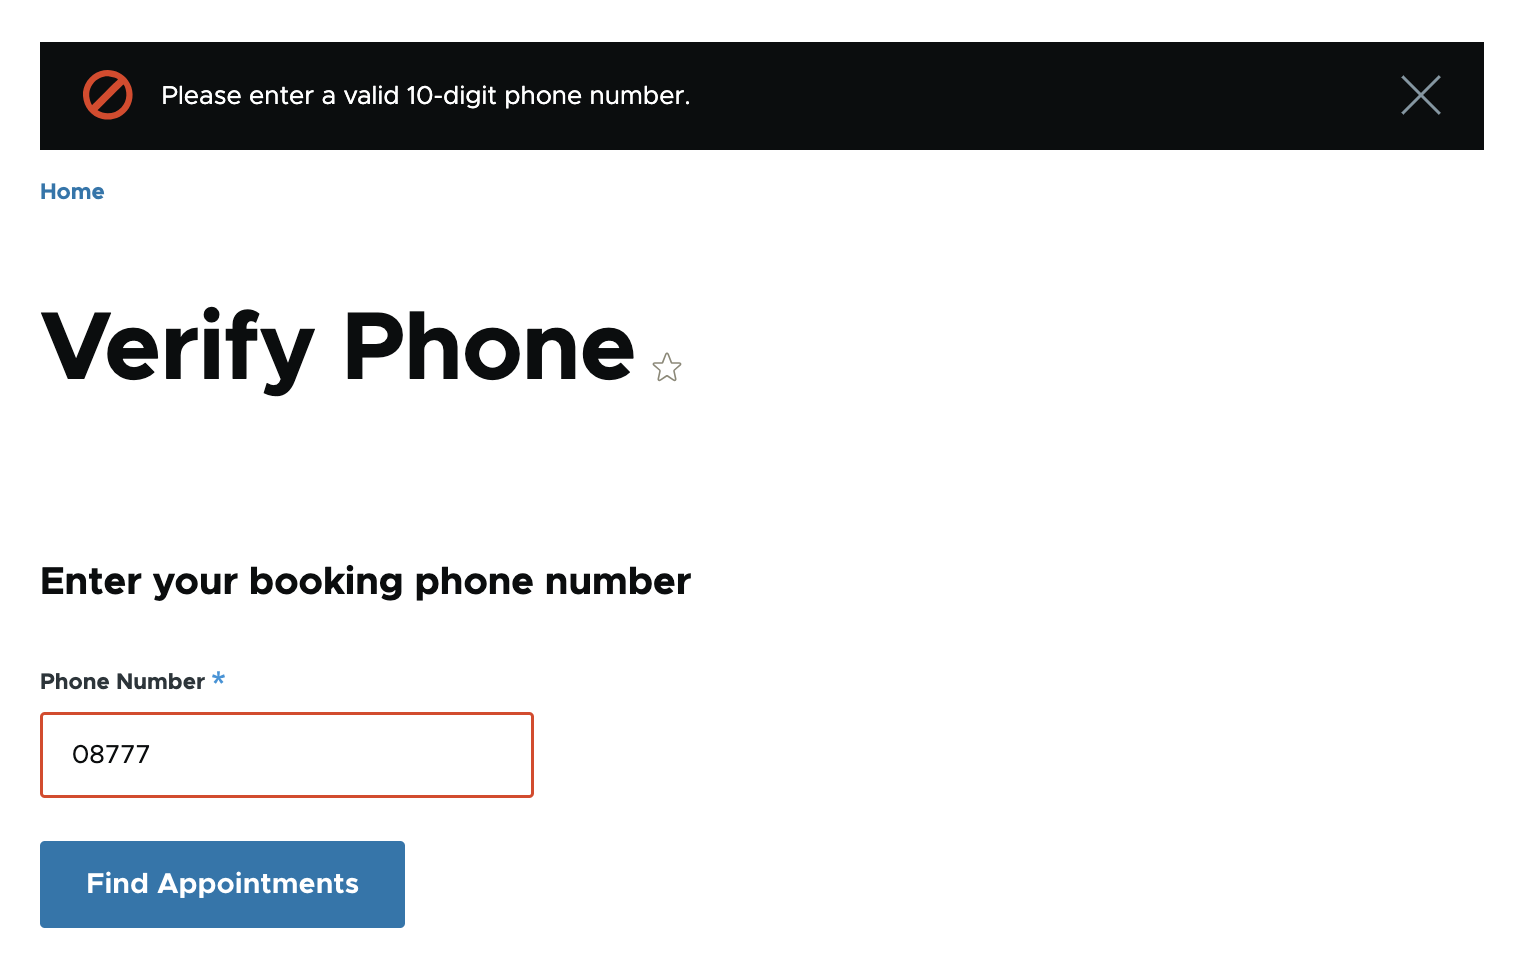 Please enter a valid 10-digit phone number.
Home
Verify Phone
Enter your booking phone number
Phone Number *
08777
Find Appointments